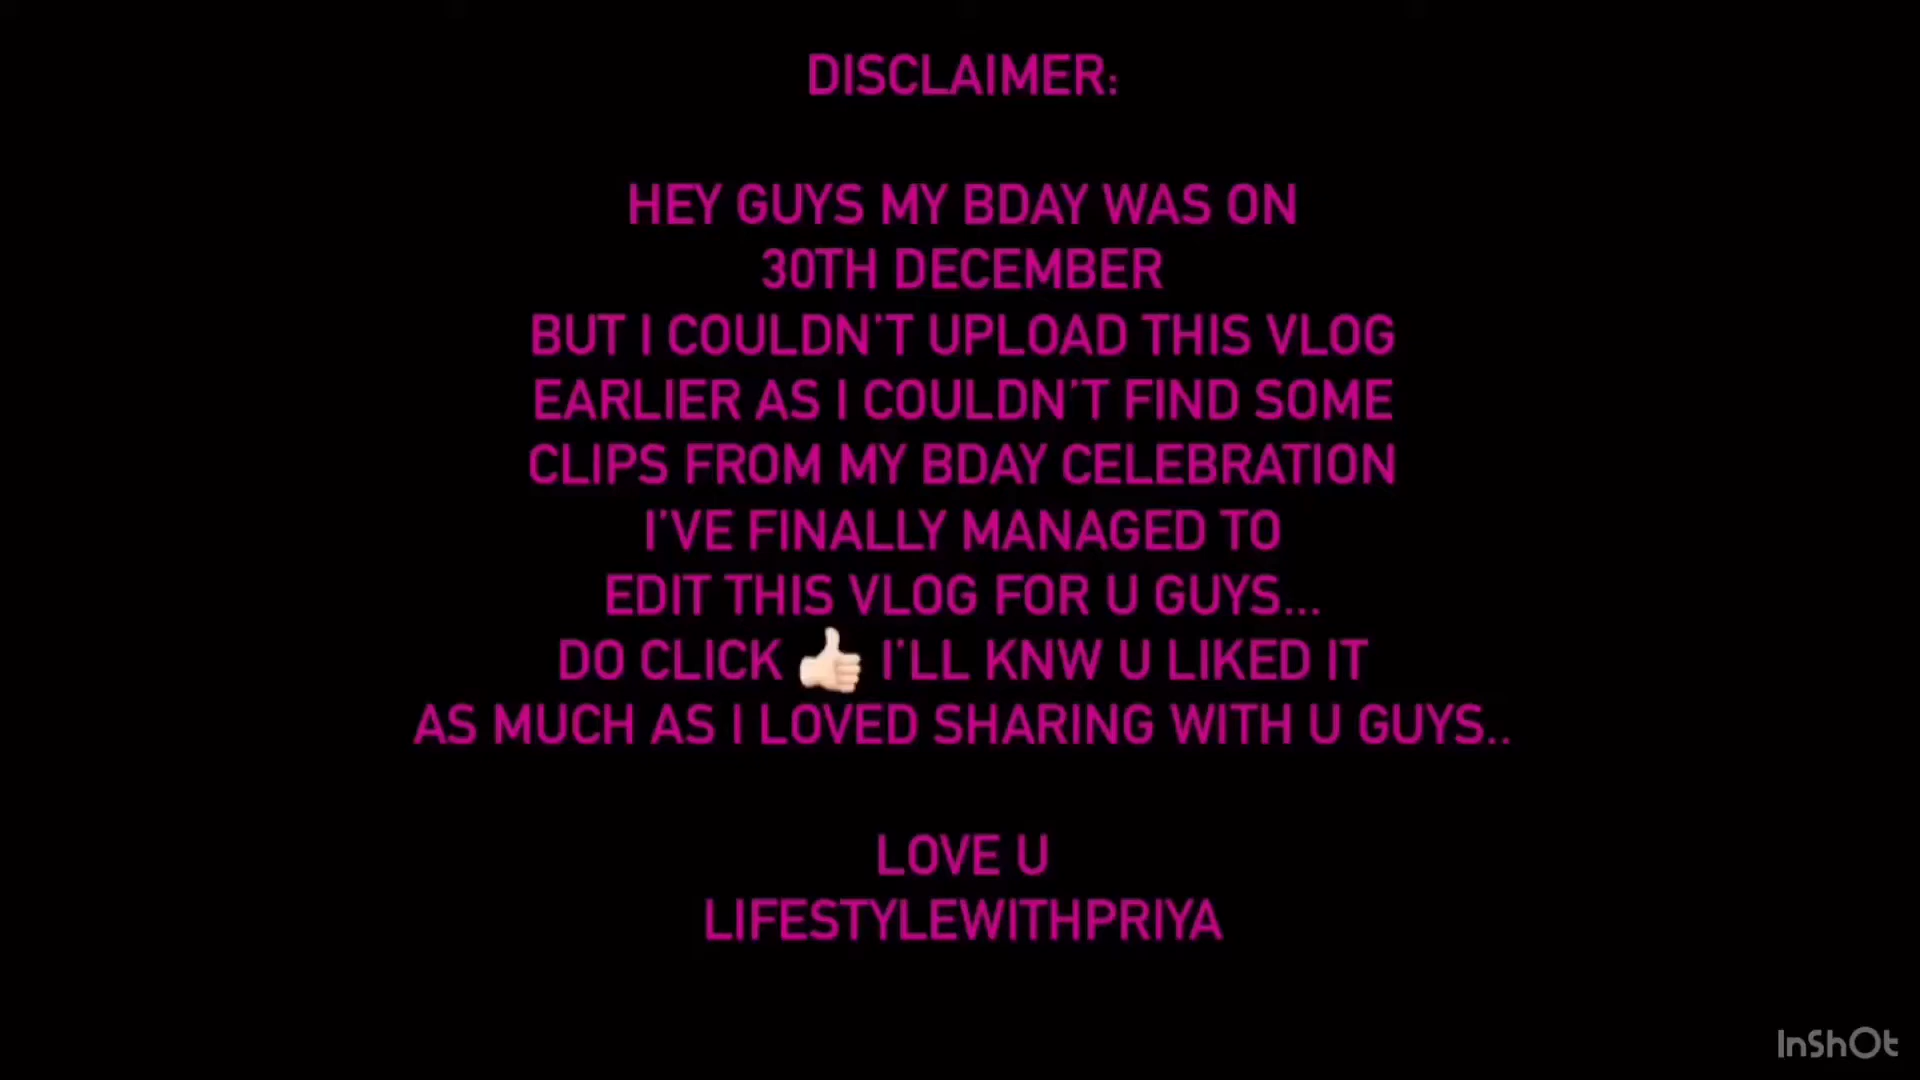 DISCLAIMER:
HEY GUYS MY BDAY WAS ON
30TH DECEMBER
BUT I COULDN'T UPLOAD THIS VLOG
EARLIER AS I COULDN'T FIND SOME
CLIPS FROM MY BDAY CELEBRATION
I'VE FINALLY MANAGED TO
EDIT THIS VLOG FOR U GUYS...
DO CLICK 👍🏻 I'LL KNW U LIKED IT
AS MUCH AS I LOVED SHARING WITH U GUYS..
LOVE U
LIFESTYLEWITHPRIYA
InShOt